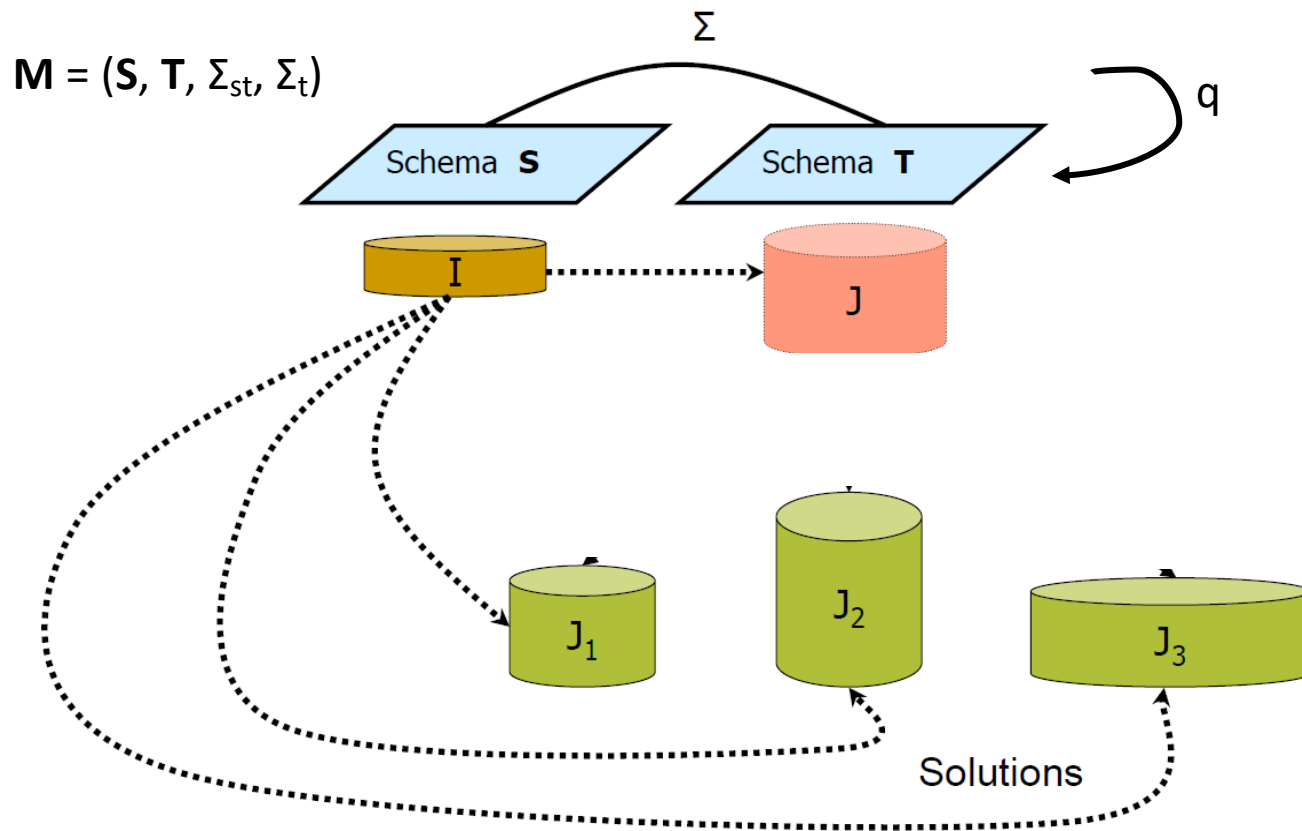 Σ
M = (S, T, Σst, Σt)
q
Schema S
Schema T
I
J
J1
J2
J3
Solutions